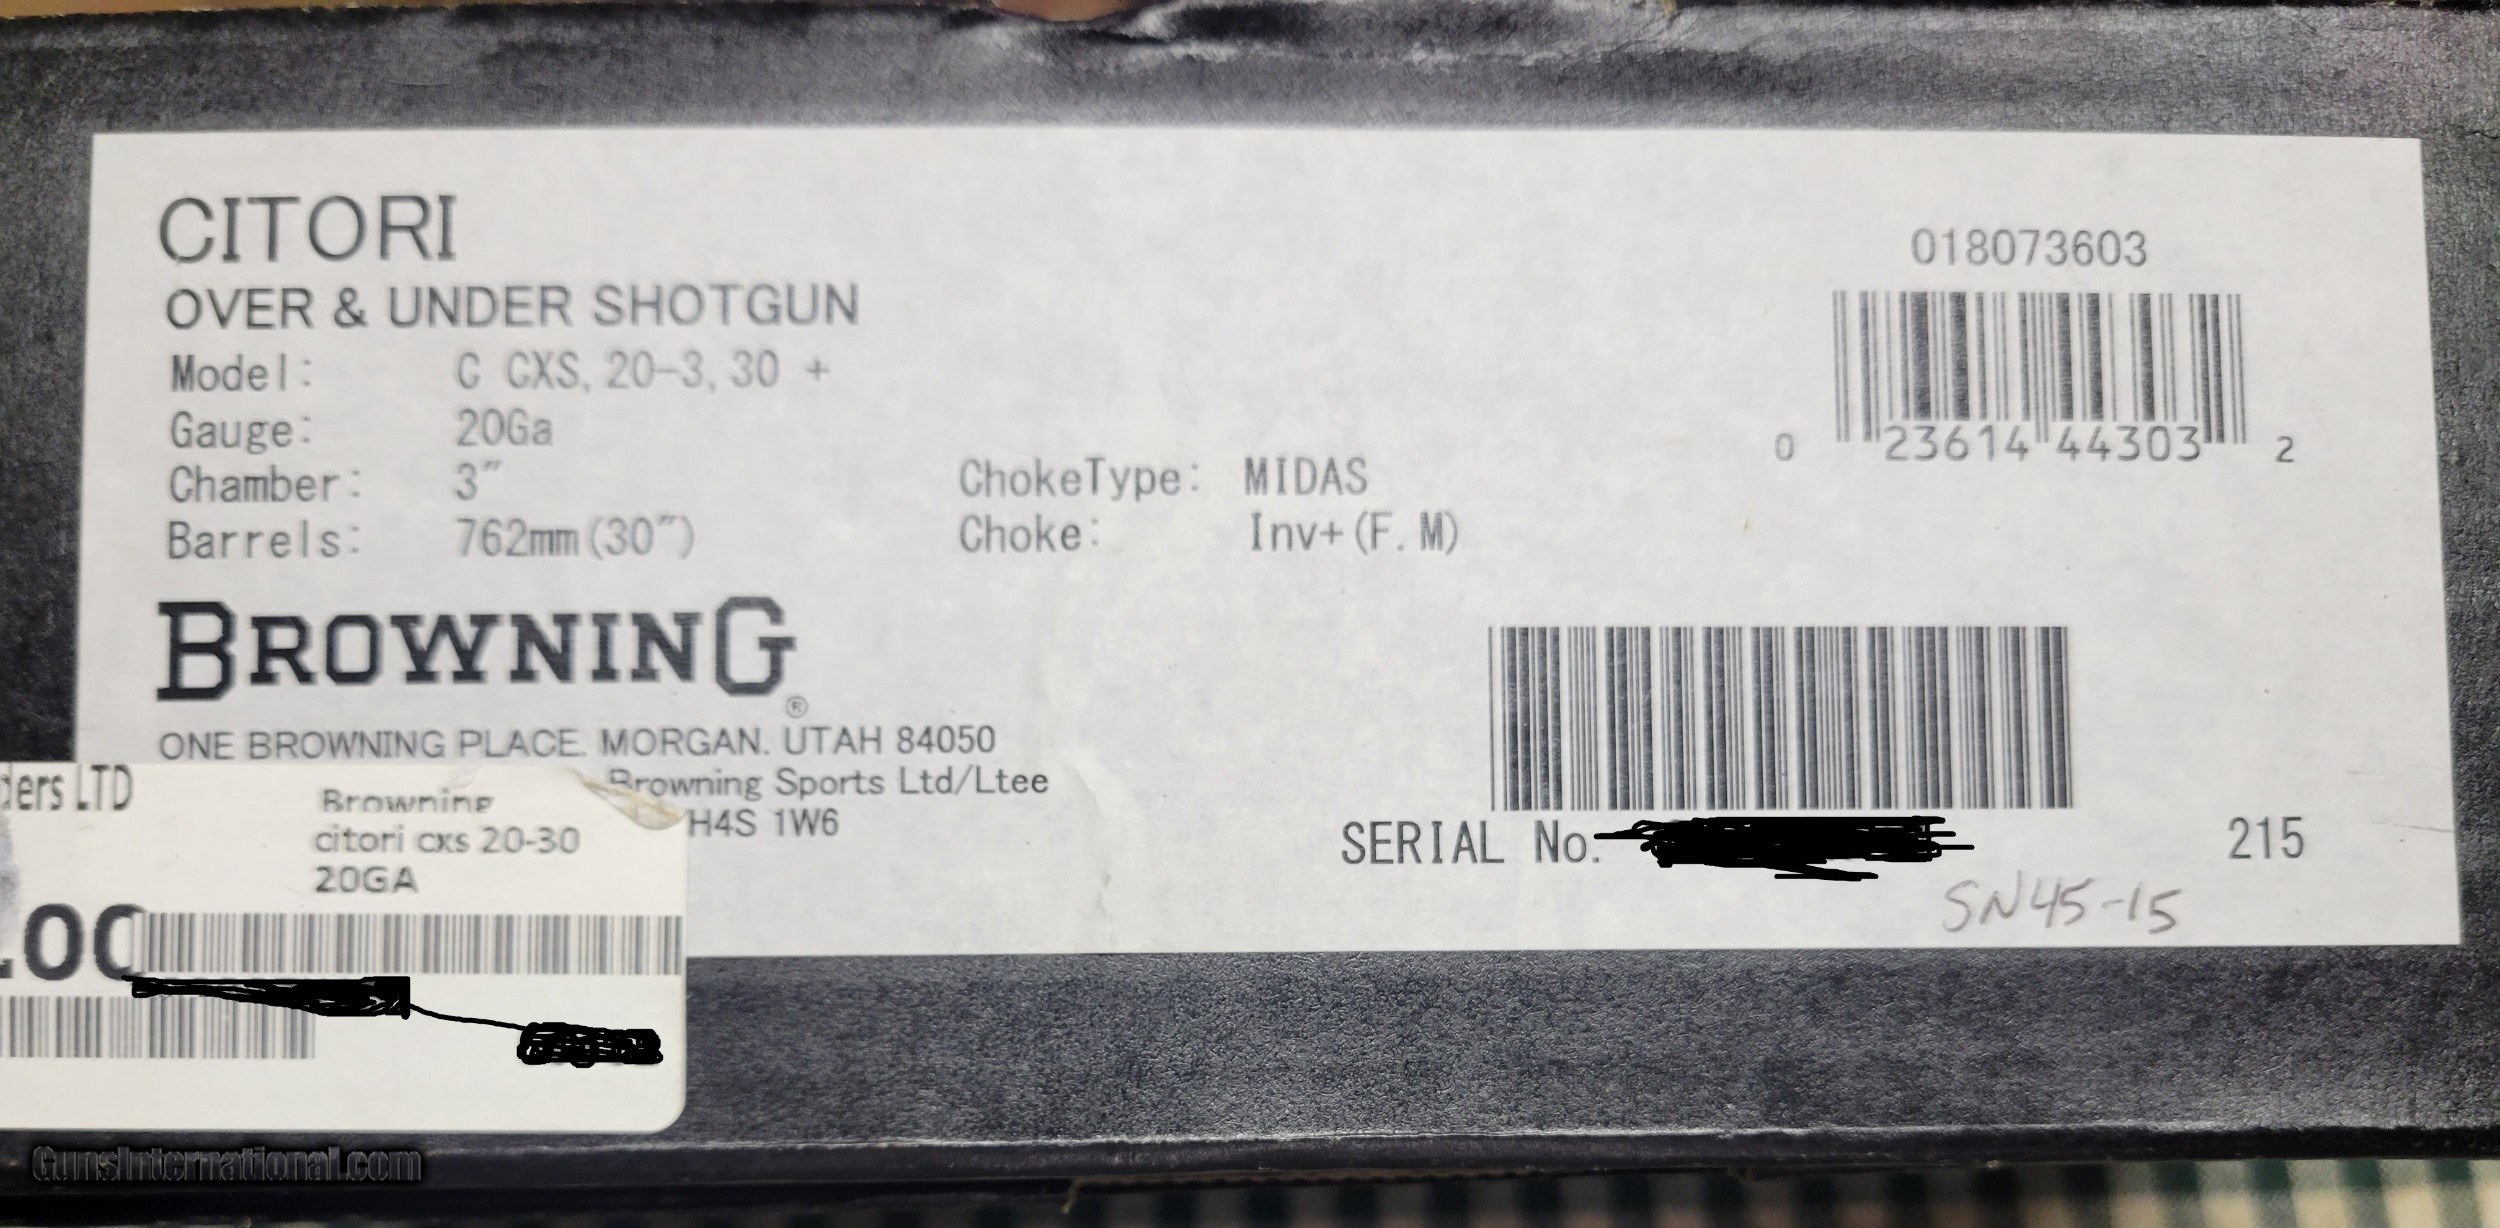 CITORI
OVER & UNDER SHOTGUN
Model: C CXS, 20-3, 30 +
Gauge: 20Ga
Chamber: 3"
Barrels: 762mm(30")
ChokeType: MIDAS
Choke: Inv+(F. M)
018073603
0 23614 44303 2
BROWNING®
ONE BROWNING PLACE. MORGAN. UTAH 84050
Browning Sports Ltd/Ltee
H4S 1W6
SERIAL No.
215
SN45-15
ders LTD
Browning
citori cxs 20-30
20GA
.00
GunsInternational.com